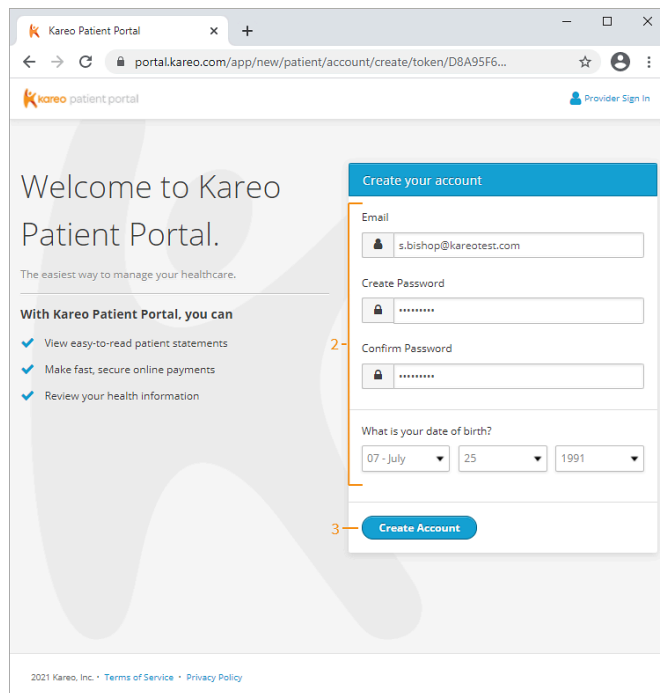 Kareo Patient Portal
portal.kareo.com/app/new/patient/account/create/token/D8A95F6...
kareo patient portal
Provider Sign In
Welcome to Kareo
Patient Portal.
The easiest way to manage your healthcare.
With Kareo Patient Portal, you can
View easy-to-read patient statements
Make fast, secure online payments
Review your health information
Create your account
2
Email
s.bishop@kareotest.com
Create Password
•••••••••
Confirm Password
•••••••••
What is your date of birth?
07 - July 25 1991
3
Create Account
2021 Kareo, Inc. • Terms of Service • Privacy Policy